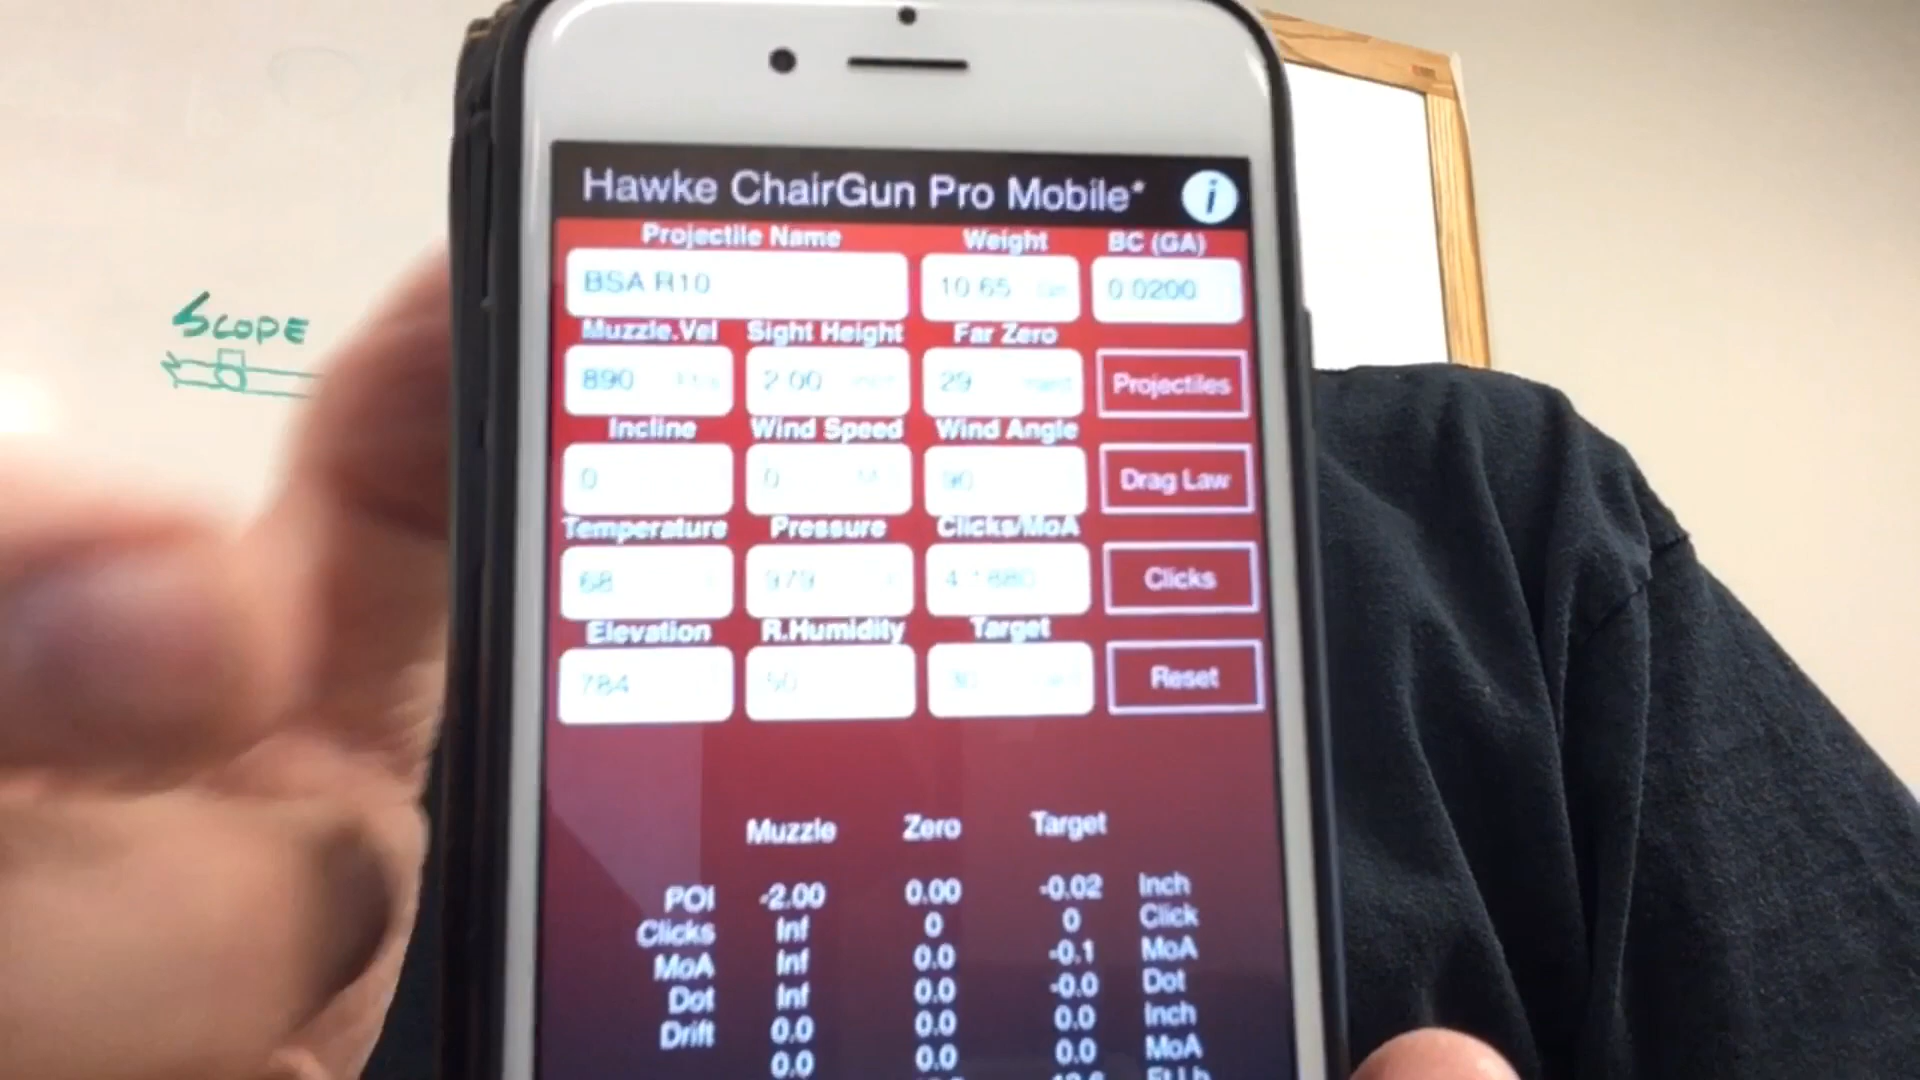 SCOPE
Hawke ChairGun Pro Mobile*
i
Projectile Name Weight BC (GA)
BSA R10 10.65 0.0200
Muzzle.Vel Sight Height Far Zero
890 2.00 29 Projectiles
Incline Wind Speed Wind Angle
0 0 90 Drag Law
Temperature Pressure Clicks/MoA
68 979 Clicks
Elevation R.Humidity Target
784 50 30 Reset
Muzzle Zero Target
POI -2.00 0.00 -0.02 Inch
Clicks Inf 0 0 Click
MoA Inf 0.0 -0.1 MoA
Dot Inf 0.0 -0.0 Dot
Drift 0.0 0.0 0.0 Inch
0.0 0.0 0.0 MoA